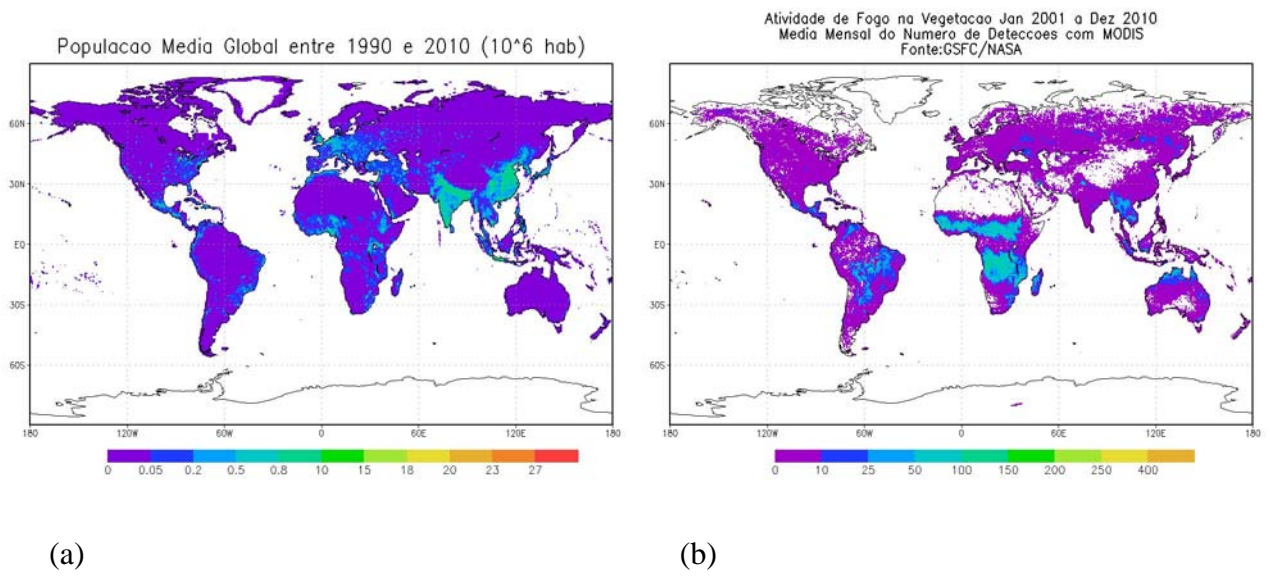 Populacao Media Global entre 1990 e 2010 (10^6 hab)
60N
30N
EQ
30S
60S
180 120W 60W 0 60E 120E 180
0 0.05 0.2 0.5 0.8 10 15 18 20 23 27
(a)
Atividade de Fogo na Vegetacao Jan 2001 a Dez 2010
Media Mensal do Numero de Deteccoes com MODIS
Fonte:GSFC/NASA
60N
30N
EQ
30S
60S
180 120W 60W 0 60E 120E 180
0 10 25 50 100 150 200 250 400
(b)